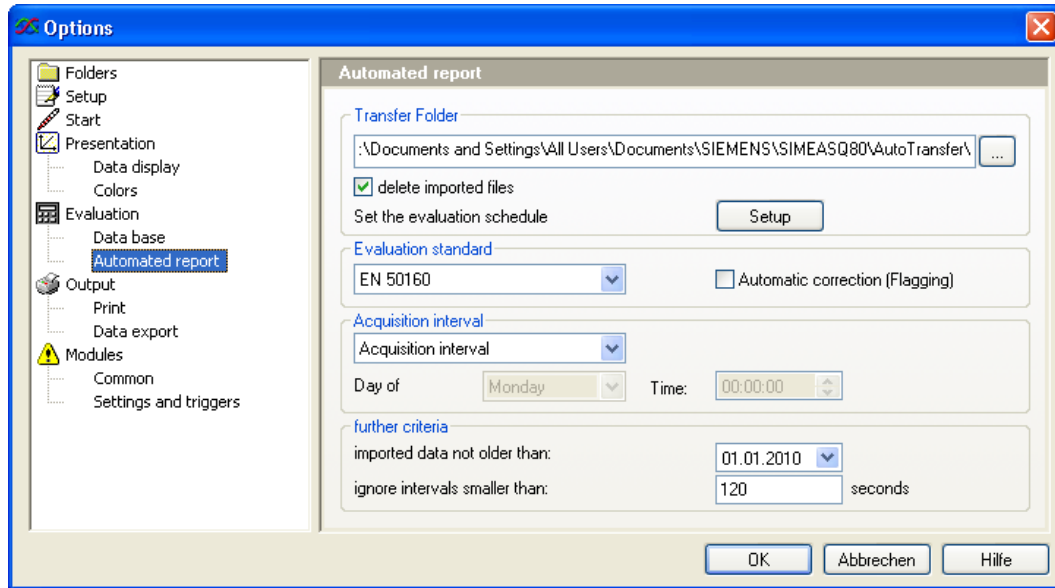 Options
Folders
Setup
Start
Presentation
Data display
Colors
Evaluation
Data base
Automated report
Output
Print
Data export
Modules
Common
Settings and triggers
Automated report
Transfer Folder
:\Documents and Settings\All Users\Documents\SIEMENS\SIMEASQ80\AutoTransfer\ ...
delete imported files
Set the evaluation schedule Setup
Evaluation standard
EN 50160 Automatic correction (Flagging)
Acquisition interval
Acquisition interval
Day of Monday Time: 00:00:00
further criteria
imported data not older than: 01.01.2010
ignore intervals smaller than: 120 seconds
OK Abbrechen Hilfe